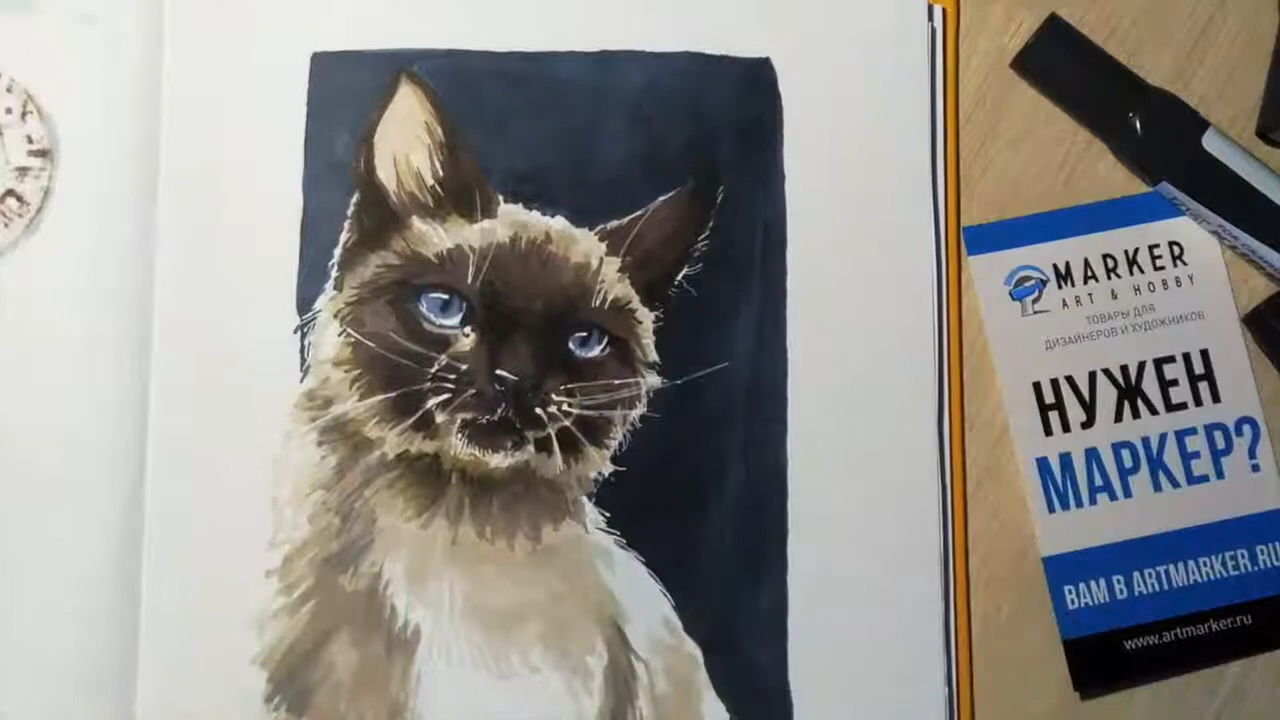 MARKER
ART & HOBBY
ТОВАРЫ ДЛЯ
ДИЗАЙНЕРОВ И ХУДОЖНИКОВ
НУЖЕН
МАРКЕР?
ВАМ В ARTMARKER.RU
www.artmarker.ru